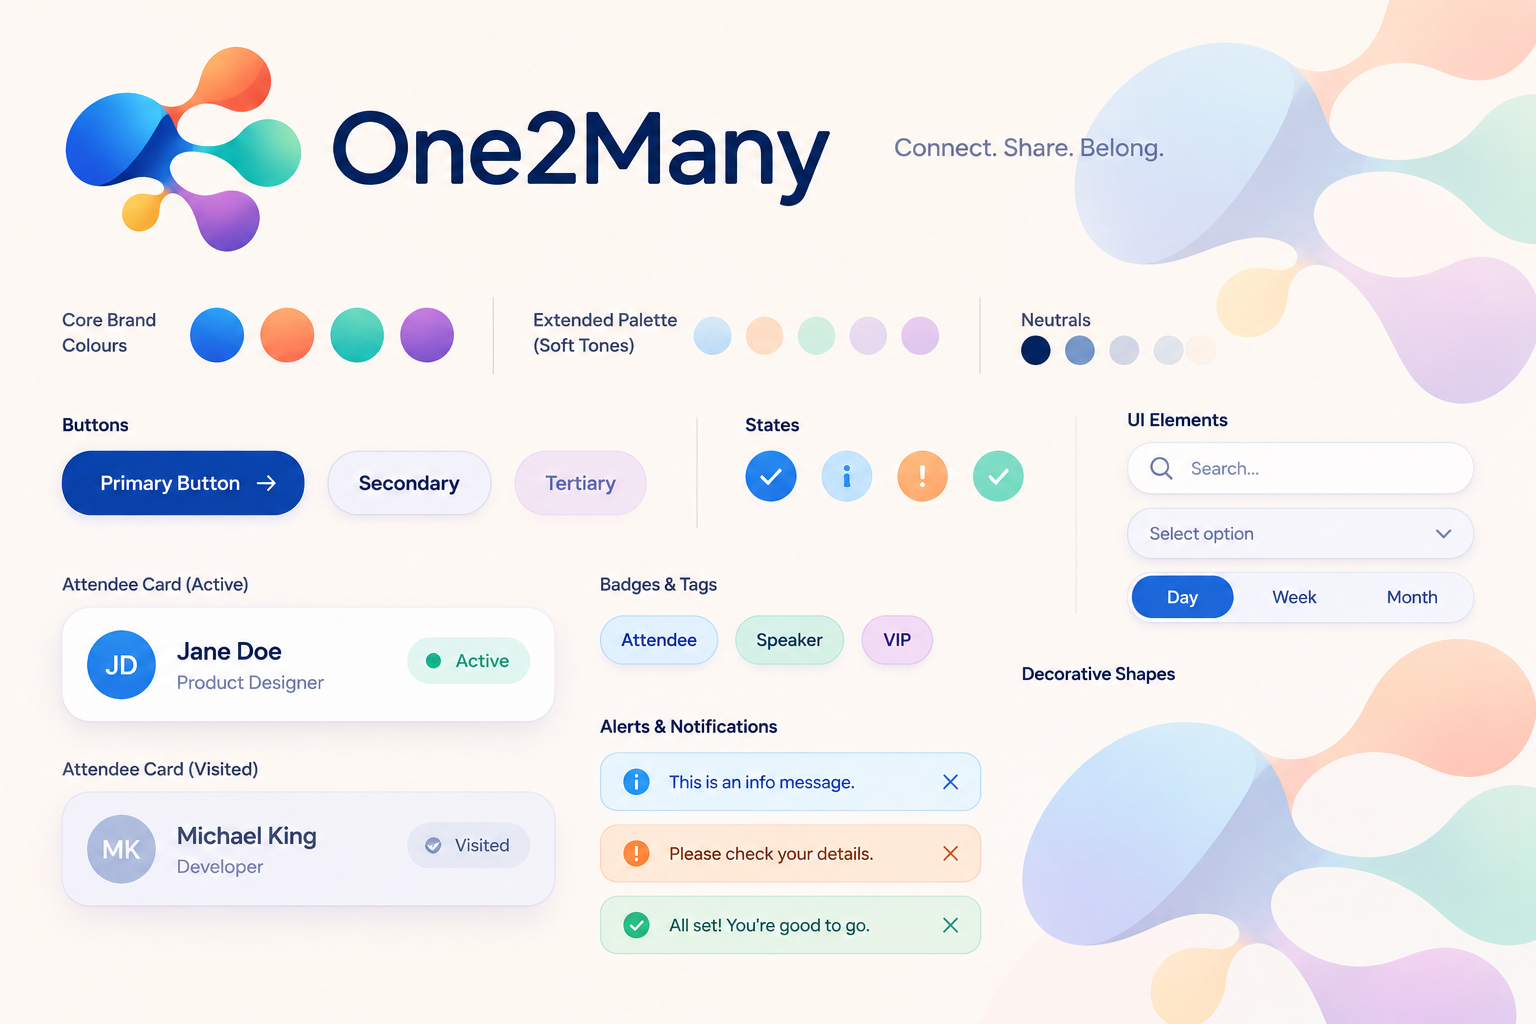 One2Many
Connect. Share. Belong.
Core Brand
Colours
Extended Palette
(Soft Tones)
Neutrals
Buttons
Primary Button →
Secondary
Tertiary
States
UI Elements
Search...
Select option
Day
Week
Month
Attendee Card (Active)
JD
Jane Doe
Product Designer
Active
Attendee Card (Visited)
MK
Michael King
Developer
Visited
Badges & Tags
Attendee
Speaker
VIP
Alerts & Notifications
This is an info message.
Please check your details.
All set! You're good to go.
Decorative Shapes